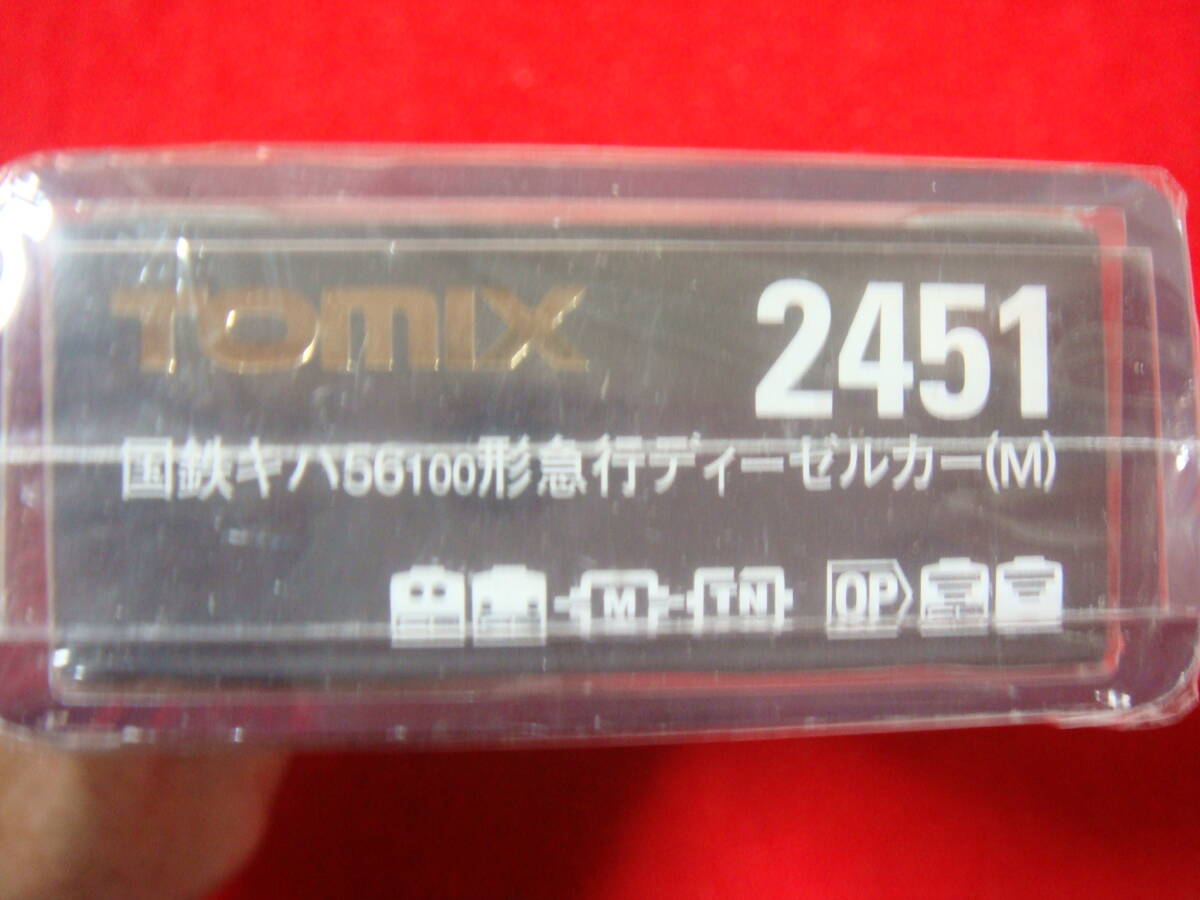 TOMIX 2451
国鉄キハ56100形急行ディーゼルカー(M)
M TN OP